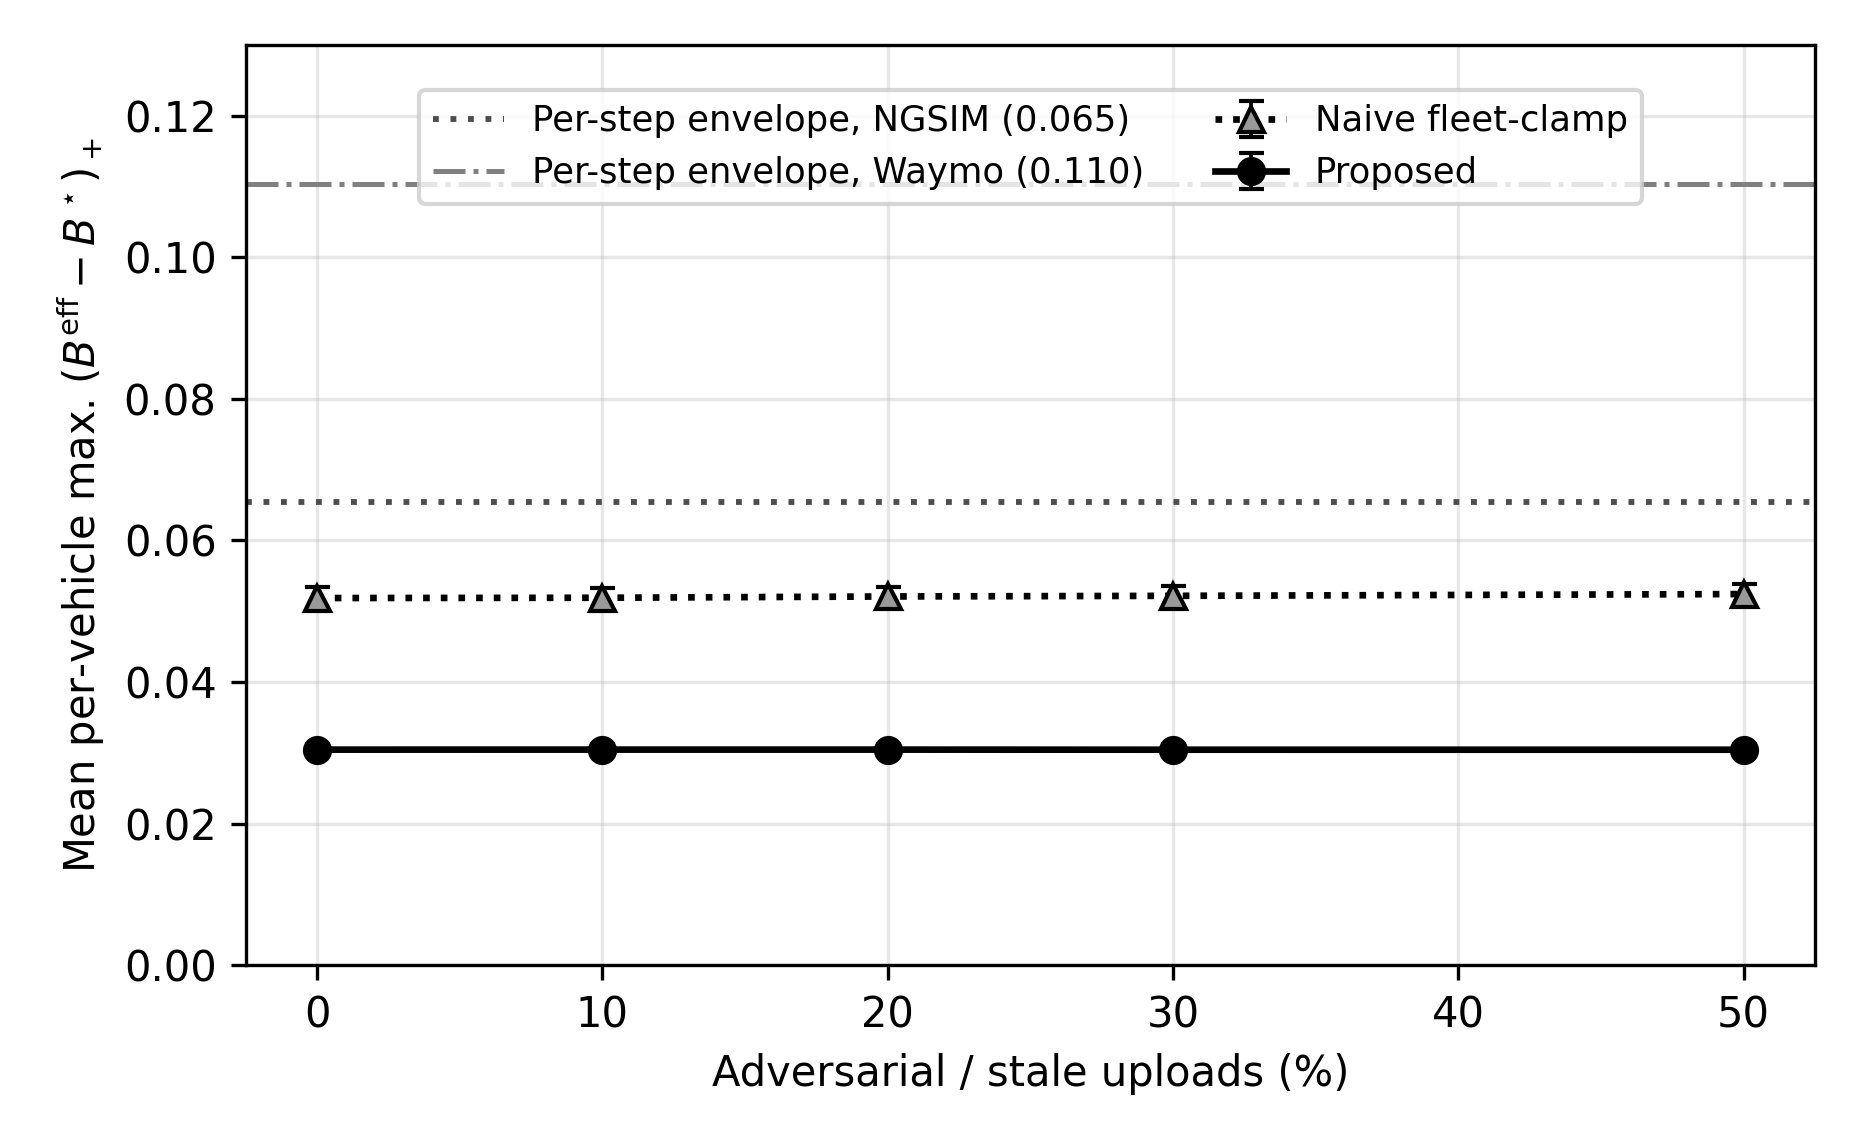 Mean per-vehicle max. (B^eff − B^⋆)_+
0.12
0.10
0.08
0.06
0.04
0.02
0.00
Per-step envelope, NGSIM (0.065)
Per-step envelope, Waymo (0.110)
Naive fleet-clamp
Proposed
0 10 20 30 40 50
Adversarial / stale uploads (%)